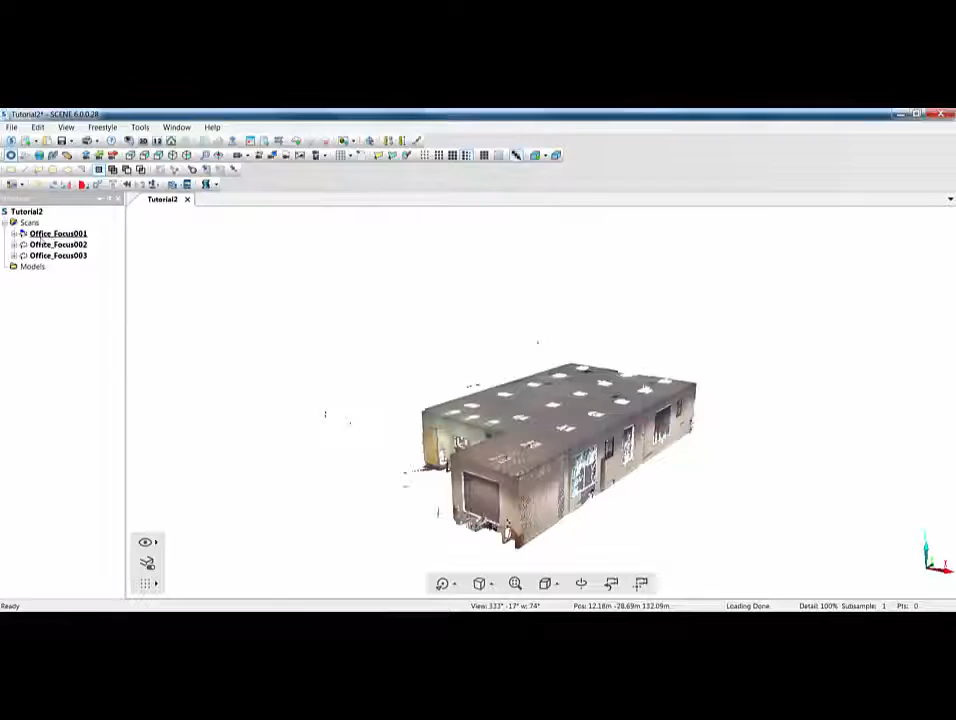 Tutorial2* - SCENE 6.0.0.28
File Edit View Freestyle Tools Window Help
Tutorial2
Tutorial2
Scans
Office_Focus001
Office_Focus002
Office_Focus003
Models
Ready
View: 333° -17° w: 74°
Pos: 12.18m -28.69m 132.09m
Loading Done
Detail: 100% Subsample: 1 Pts: 0